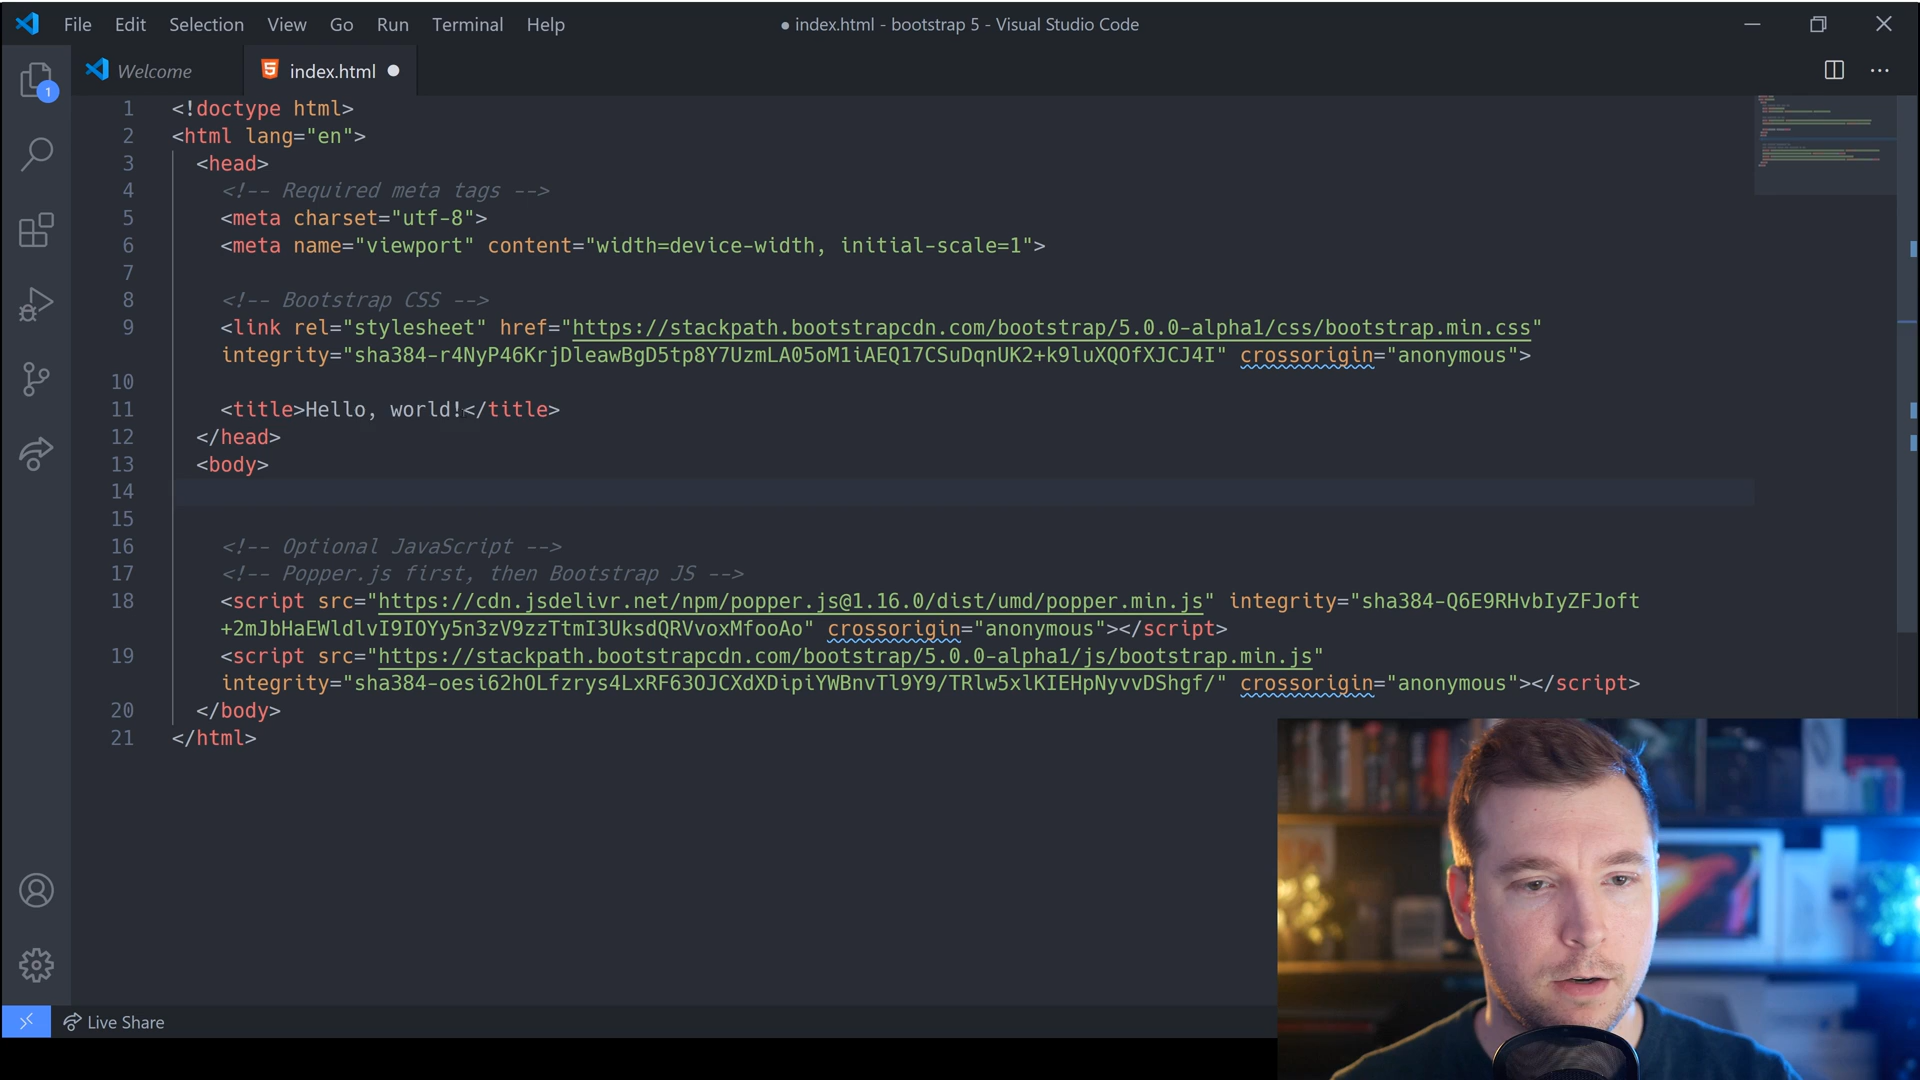 File Edit Selection View Go Run Terminal Help
● index.html - bootstrap 5 - Visual Studio Code
Welcome
index.html ●
1
1 <!doctype html>
2 <html lang="en">
3 <head>
4 <!-- Required meta tags -->
5 <meta charset="utf-8">
6 <meta name="viewport" content="width=device-width, initial-scale=1">
7
8 <!-- Bootstrap CSS -->
9 <link rel="stylesheet" href="https://stackpath.bootstrapcdn.com/bootstrap/5.0.0-alpha1/css/bootstrap.min.css"
integrity="sha384-r4NyP46KrjDleawBgD5tp8Y7UzmLA05oM1iAEQ17CSuDqnUK2+k9luXQOfXJCJ4I" crossorigin="anonymous">
10
11 <title>Hello, world!</title>
12 </head>
13 <body>
14
15
16 <!-- Optional JavaScript -->
17 <!-- Popper.js first, then Bootstrap JS -->
18 <script src="https://cdn.jsdelivr.net/npm/popper.js@1.16.0/dist/umd/popper.min.js" integrity="sha384-Q6E9RHvbIyZFJoft
+2mJbHaEWldlvI9IOYy5n3zV9zzTtmI3UksdQRVvoxMfooAo" crossorigin="anonymous"></script>
19 <script src="https://stackpath.bootstrapcdn.com/bootstrap/5.0.0-alpha1/js/bootstrap.min.js"
integrity="sha384-oesi62hOLfzrys4LxRF63OJCXdXDipiYWBnvTl9Y9/TRlw5xlKIEHpNyvvDShgf/" crossorigin="anonymous"></script>
20 </body>
21 </html>
Live Share